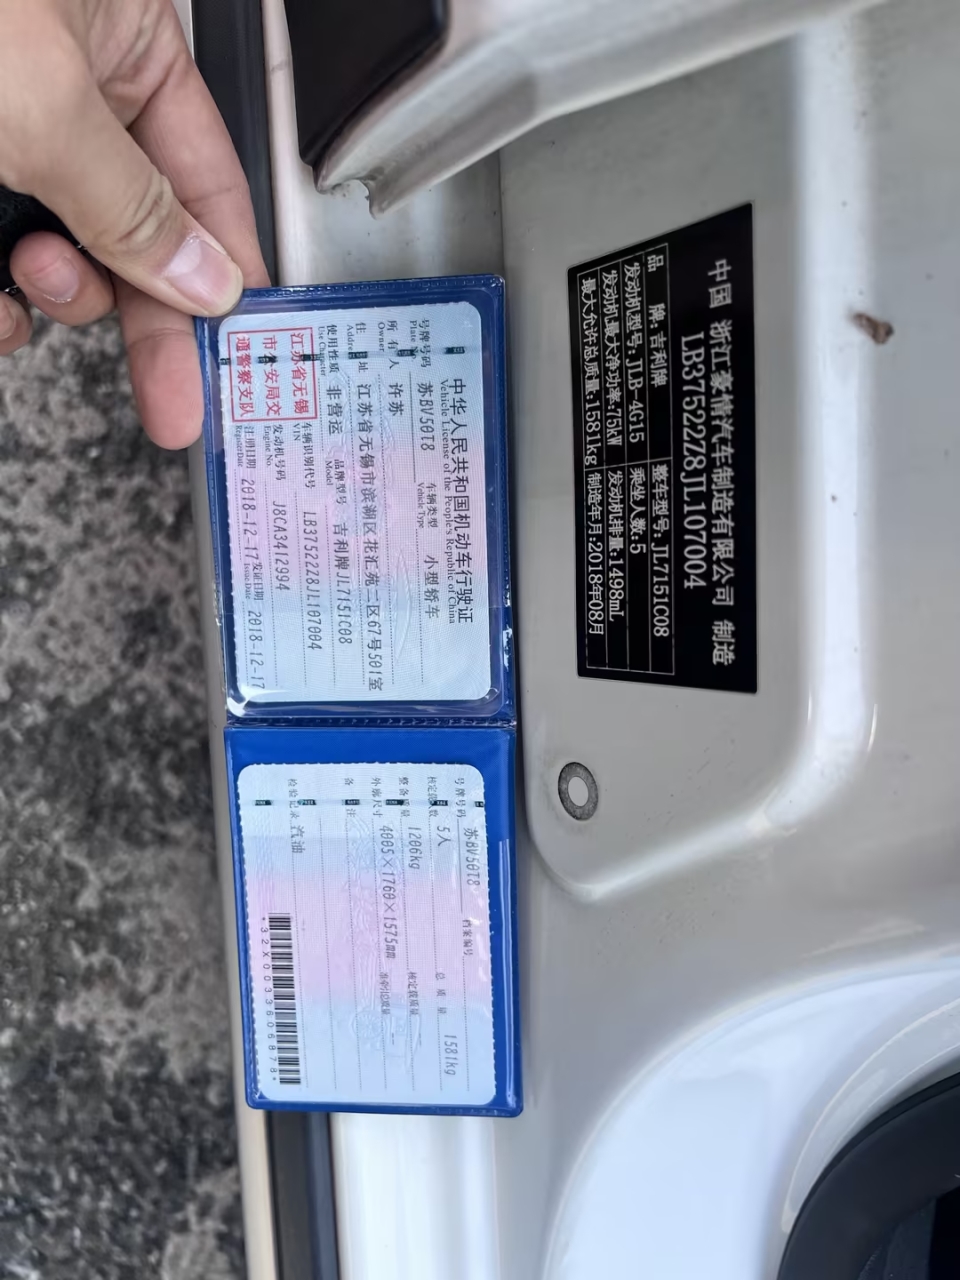 中国 浙江豪情汽车制造有限公司 制造
LB37522Z8JL107004
品 牌:吉利牌 整车型号:JL7151C08
发动机型号:JLB-4G15 乘坐人数:5
发动机最大净功率:75kW 发动机排量:1498mL
最大允许总质量:1581kg 制造年月:2018年08月
中华人民共和国机动车行驶证
Vehicle License of the People's Republic of China
号牌号码 苏BV50T8 车辆类型 小型轿车
Plate N Vehicle Type
所有人 许苏
Owner
住址 江苏省无锡市滨湖区花汇苑二区67号501室
Address
使用性质 非营运 品牌型号 吉利牌JL7151C08
Use Character Model
江苏省无锡 车辆识别代号 LB37522Z8JL107004
VIN
市公安局交 发动机号码 J8CA3412994
Engine No.
通警察支队 注册日期 2018-12-17 发证日期 2018-12-17
Register Date Issue Date
号牌号码 苏BV50T8 档案编号
核定载人数 5人 总质量 1581kg
整备质量 1206kg 核定载质量 --
外廓尺寸 4005×1760×1575mm 准牵引总质量 --
备注
检验记录 汽油
*32X0033606878*